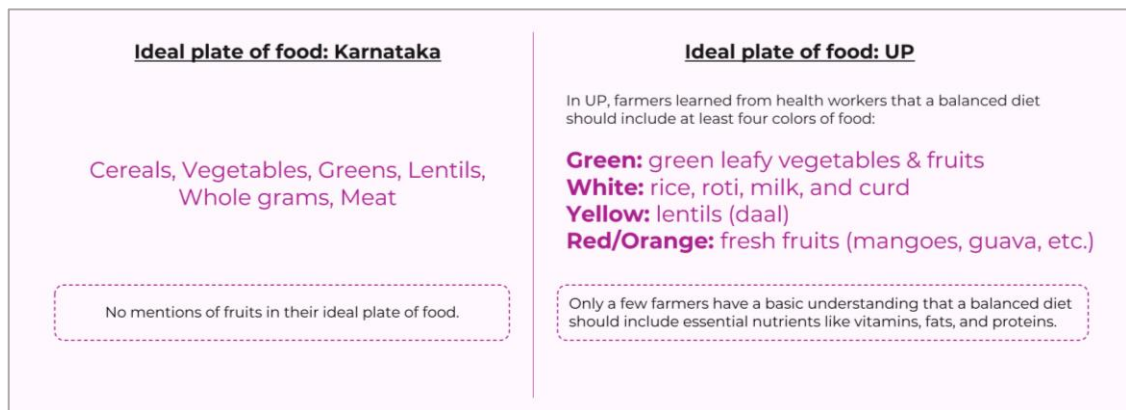 Ideal plate of food: Karnataka
Cereals, Vegetables, Greens, Lentils,
Whole grams, Meat
No mentions of fruits in their ideal plate of food.
Ideal plate of food: UP
In UP, farmers learned from health workers that a balanced diet
should include at least four colors of food:
Green: green leafy vegetables & fruits
White: rice, roti, milk, and curd
Yellow: lentils (daal)
Red/Orange: fresh fruits (mangoes, guava, etc.)
Only a few farmers have a basic understanding that a balanced diet
should include essential nutrients like vitamins, fats, and proteins.